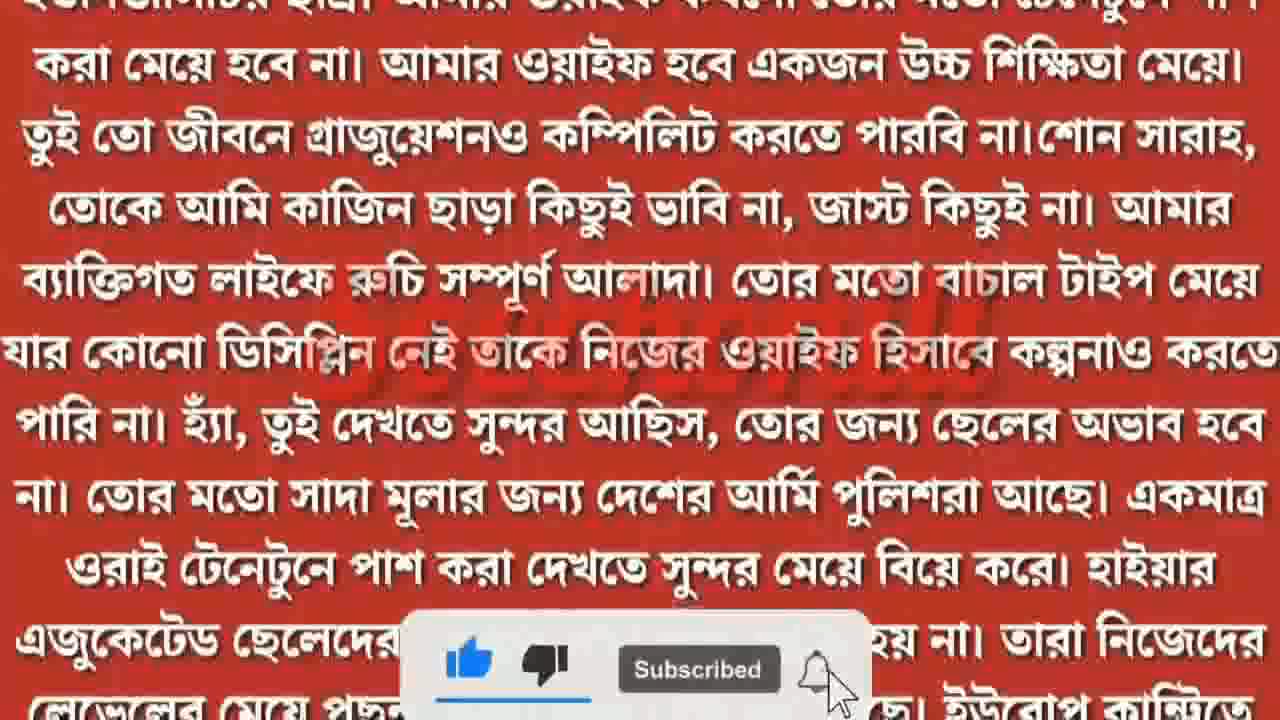 করা মেয়ে হবে না। আমার ওয়াইফ হবে একজন উচ্চ শিক্ষিতা মেয়ে।
তুই তো জীবনে গ্রাজুয়েশনও কম্পিলিট করতে পারবি না।শোন সারাহ,
তোকে আমি কাজিন ছাড়া কিছুই ভাবি না, জাস্ট কিছুই না। আমার
ব্যাক্তিগত লাইফে রুচি সম্পূর্ণ আলাদা। তোর মতো বাচাল টাইপ মেয়ে
যার কোনো ডিসিপ্লিন নেই তাকে নিজের ওয়াইফ হিসাবে কল্পনাও করতে
পারি না। হ্যাঁ, তুই দেখতে সুন্দর আছিস, তোর জন্য ছেলের অভাব হবে
না। তোর মতো সাদা মূলার জন্য দেশের আর্মি পুলিশরা আছে। একমাত্র
ওরাই টেনেটুনে পাশ করা দেখতে সুন্দর মেয়ে বিয়ে করে। হাইয়ার
এজুকেটেড ছেলেদের হয় না। তারা নিজেদের
লেভেলের মেয়ে ইউরোপ কান্ট্রিতে
Subscribed